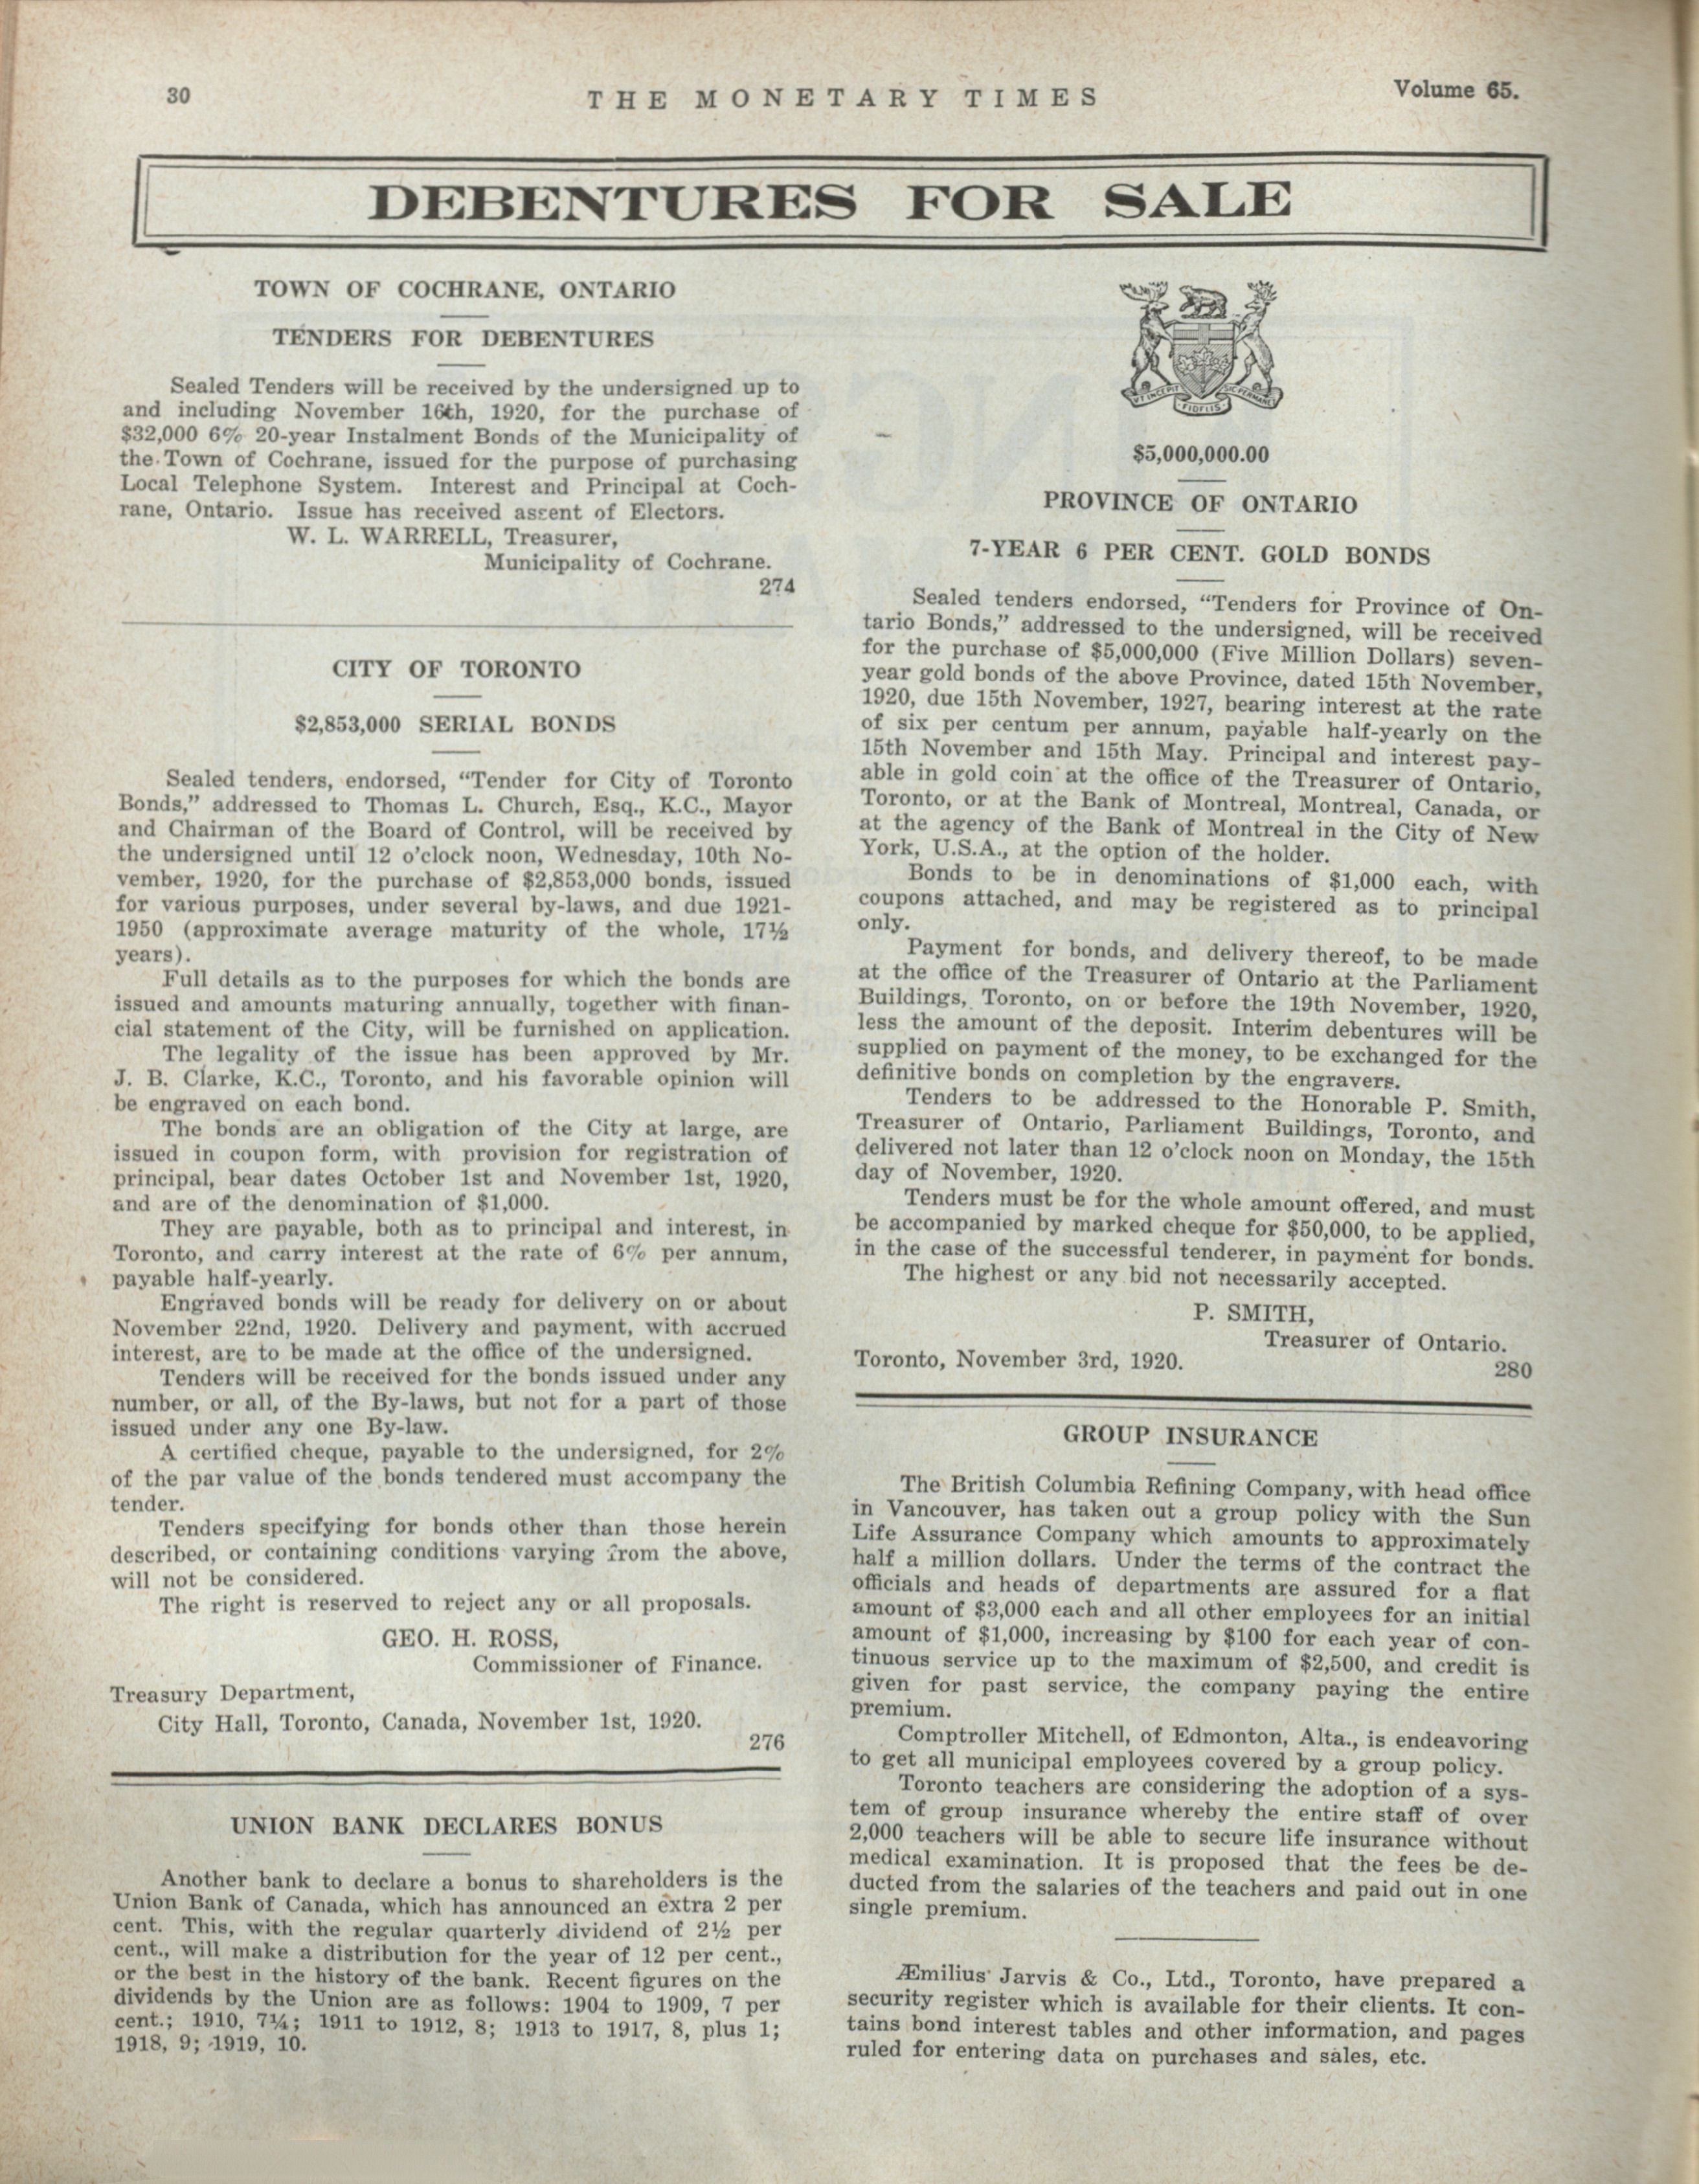 30
THE MONETARY TIMES
Volume 65.
DEBENTURES FOR SALE
TOWN OF COCHRANE, ONTARIO
TENDERS FOR DEBENTURES
Sealed Tenders will be received by the undersigned up to
and including November 16th, 1920, for the purchase of
$32,000 6% 20-year Instalment Bonds of the Municipality of
the Town of Cochrane, issued for the purpose of purchasing
Local Telephone System. Interest and Principal at Coch-
rane, Ontario. Issue has received assent of Electors.
W. L. WARRELL, Treasurer,
Municipality of Cochrane.
274
CITY OF TORONTO
$2,853,000 SERIAL BONDS
Sealed tenders, endorsed, “Tender for City of Toronto
Bonds,” addressed to Thomas L. Church, Esq., K.C., Mayor
and Chairman of the Board of Control, will be received by
the undersigned until 12 o’clock noon, Wednesday, 10th No-
vember, 1920, for the purchase of $2,853,000 bonds, issued
for various purposes, under several by-laws, and due 1921-
1950 (approximate average maturity of the whole, 17½
years).
Full details as to the purposes for which the bonds are
issued and amounts maturing annually, together with finan-
cial statement of the City, will be furnished on application.
The legality of the issue has been approved by Mr.
J. B. Clarke, K.C., Toronto, and his favorable opinion will
be engraved on each bond.
The bonds are an obligation of the City at large, are
issued in coupon form, with provision for registration of
principal, bear dates October 1st and November 1st, 1920,
and are of the denomination of $1,000.
They are payable, both as to principal and interest, in
Toronto, and carry interest at the rate of 6% per annum,
payable half-yearly.
Engraved bonds will be ready for delivery on or about
November 22nd, 1920. Delivery and payment, with accrued
interest, are to be made at the office of the undersigned.
Tenders will be received for the bonds issued under any
number, or all, of the By-laws, but not for a part of those
issued under any one By-law.
A certified cheque, payable to the undersigned, for 2%
of the par value of the bonds tendered must accompany the
tender.
Tenders specifying for bonds other than those herein
described, or containing conditions varying from the above,
will not be considered.
The right is reserved to reject any or all proposals.
GEO. H. ROSS,
Commissioner of Finance.
Treasury Department,
City Hall, Toronto, Canada, November 1st, 1920.
276
UNION BANK DECLARES BONUS
Another bank to declare a bonus to shareholders is the
Union Bank of Canada, which has announced an extra 2 per
cent. This, with the regular quarterly dividend of 2½ per
cent., will make a distribution for the year of 12 per cent.,
or the best in the history of the bank. Recent figures on the
dividends by the Union are as follows: 1904 to 1909, 7 per
cent.; 1910, 7¼; 1911 to 1912, 8; 1913 to 1917, 8, plus 1;
1918, 9; 1919, 10.
UT INCEPIT
FIDELIS
SIC PERMANET
$5,000,000.00
PROVINCE OF ONTARIO
7-YEAR 6 PER CENT. GOLD BONDS
Sealed tenders endorsed, “Tenders for Province of On-
tario Bonds,” addressed to the undersigned, will be received
for the purchase of $5,000,000 (Five Million Dollars) seven-
year gold bonds of the above Province, dated 15th November,
1920, due 15th November, 1927, bearing interest at the rate
of six per centum per annum, payable half-yearly on the
15th November and 15th May. Principal and interest pay-
able in gold coin at the office of the Treasurer of Ontario,
Toronto, or at the Bank of Montreal, Montreal, Canada, or
at the agency of the Bank of Montreal in the City of New
York, U.S.A., at the option of the holder.
Bonds to be in denominations of $1,000 each, with
coupons attached, and may be registered as to principal
only.
Payment for bonds, and delivery thereof, to be made
at the office of the Treasurer of Ontario at the Parliament
Buildings, Toronto, on or before the 19th November, 1920,
less the amount of the deposit. Interim debentures will be
supplied on payment of the money, to be exchanged for the
definitive bonds on completion by the engravers.
Tenders to be addressed to the Honorable P. Smith,
Treasurer of Ontario, Parliament Buildings, Toronto, and
delivered not later than 12 o’clock noon on Monday, the 15th
day of November, 1920.
Tenders must be for the whole amount offered, and must
be accompanied by marked cheque for $50,000, to be applied,
in the case of the successful tenderer, in payment for bonds.
The highest or any bid not necessarily accepted.
P. SMITH,
Treasurer of Ontario.
Toronto, November 3rd, 1920.
280
GROUP INSURANCE
The British Columbia Refining Company, with head office
in Vancouver, has taken out a group policy with the Sun
Life Assurance Company which amounts to approximately
half a million dollars. Under the terms of the contract the
officials and heads of departments are assured for a flat
amount of $3,000 each and all other employees for an initial
amount of $1,000, increasing by $100 for each year of con-
tinuous service up to the maximum of $2,500, and credit is
given for past service, the company paying the entire
premium.
Comptroller Mitchell, of Edmonton, Alta., is endeavoring
to get all municipal employees covered by a group policy.
Toronto teachers are considering the adoption of a sys-
tem of group insurance whereby the entire staff of over
2,000 teachers will be able to secure life insurance without
medical examination. It is proposed that the fees be de-
ducted from the salaries of the teachers and paid out in one
single premium.
Æmilius Jarvis & Co., Ltd., Toronto, have prepared a
security register which is available for their clients. It con-
tains bond interest tables and other information, and pages
ruled for entering data on purchases and sales, etc.